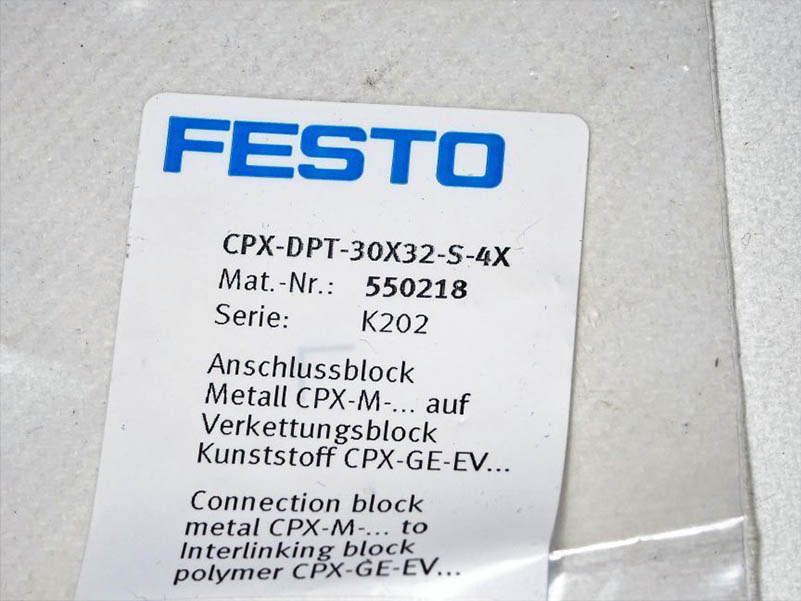 FESTO
CPX-DPT-30X32-S-4X
Mat.-Nr.: 550218
Serie: K202
Anschlussblock
Metall CPX-M-... auf
Verkettungsblock
Kunststoff CPX-GE-EV...
Connection block
metal CPX-M-... to
Interlinking block
polymer CPX-GE-EV...